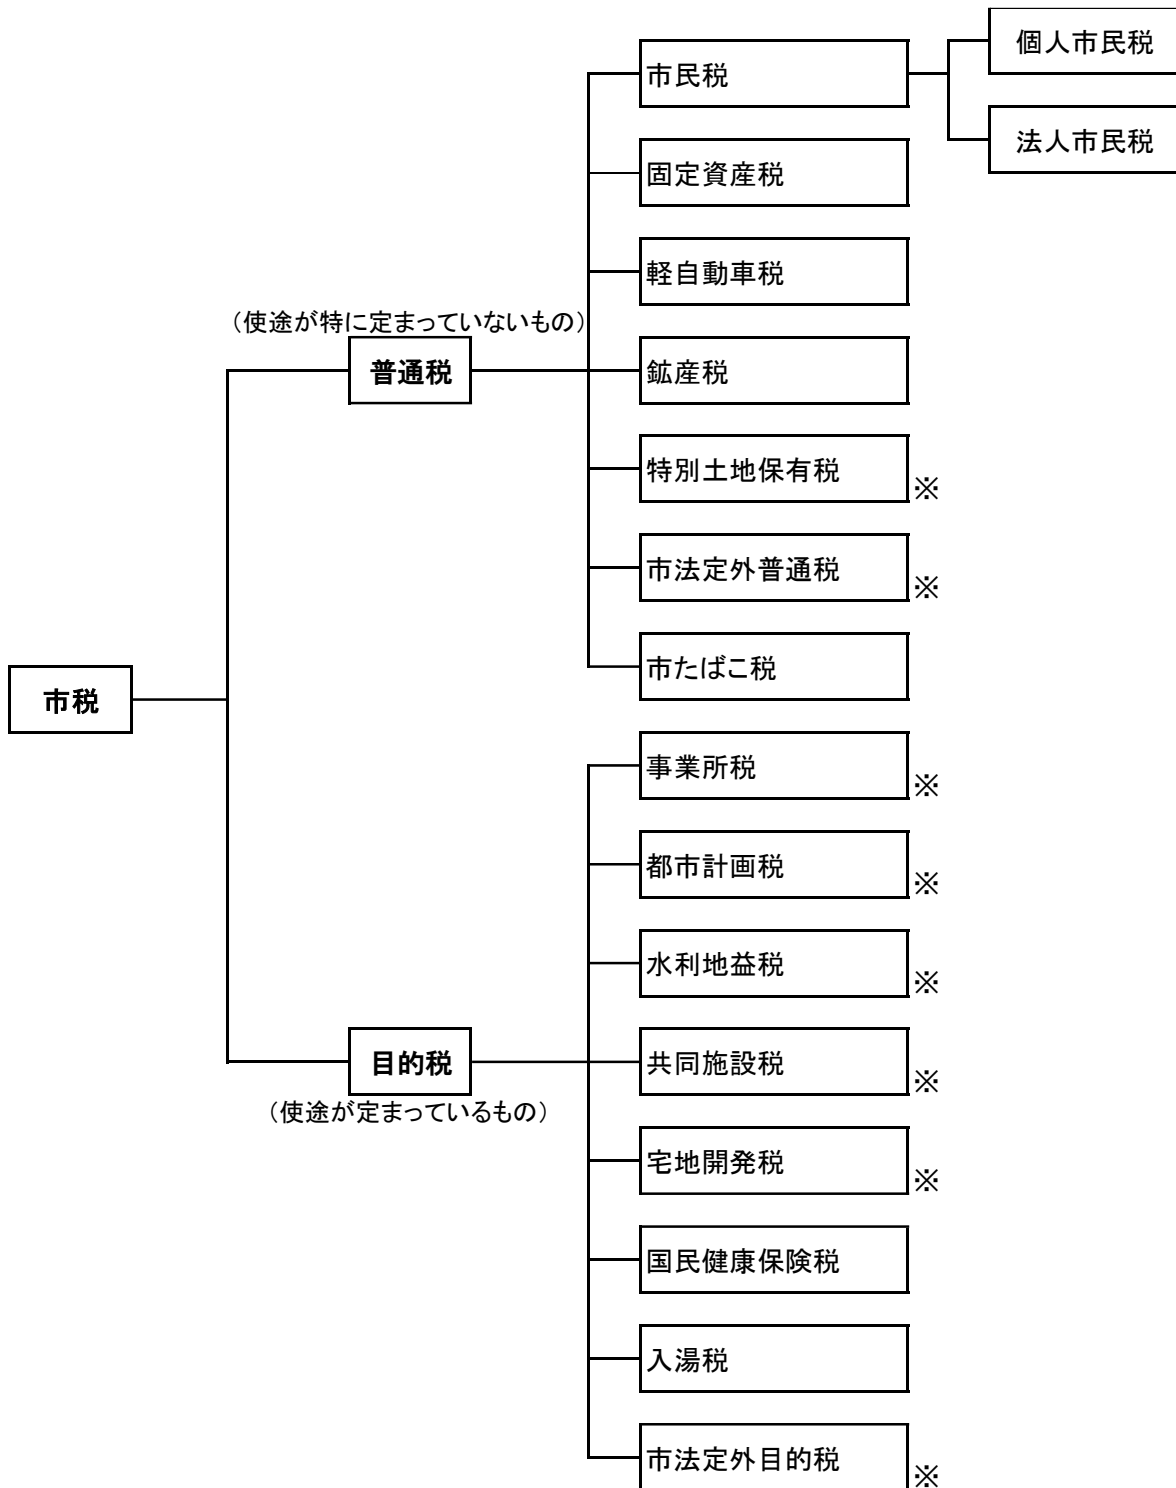 個人市民税
市民税
法人市民税
固定資産税
軽自動車税
(使途が特に定まっていないもの)
普通税
鉱産税
特別土地保有税
※
市法定外普通税
※
市たばこ税
市税
事業所税
※
都市計画税
※
水利地益税
※
目的税
共同施設税
※
(使途が定まっているもの)
宅地開発税
※
国民健康保険税
入湯税
市法定外目的税
※